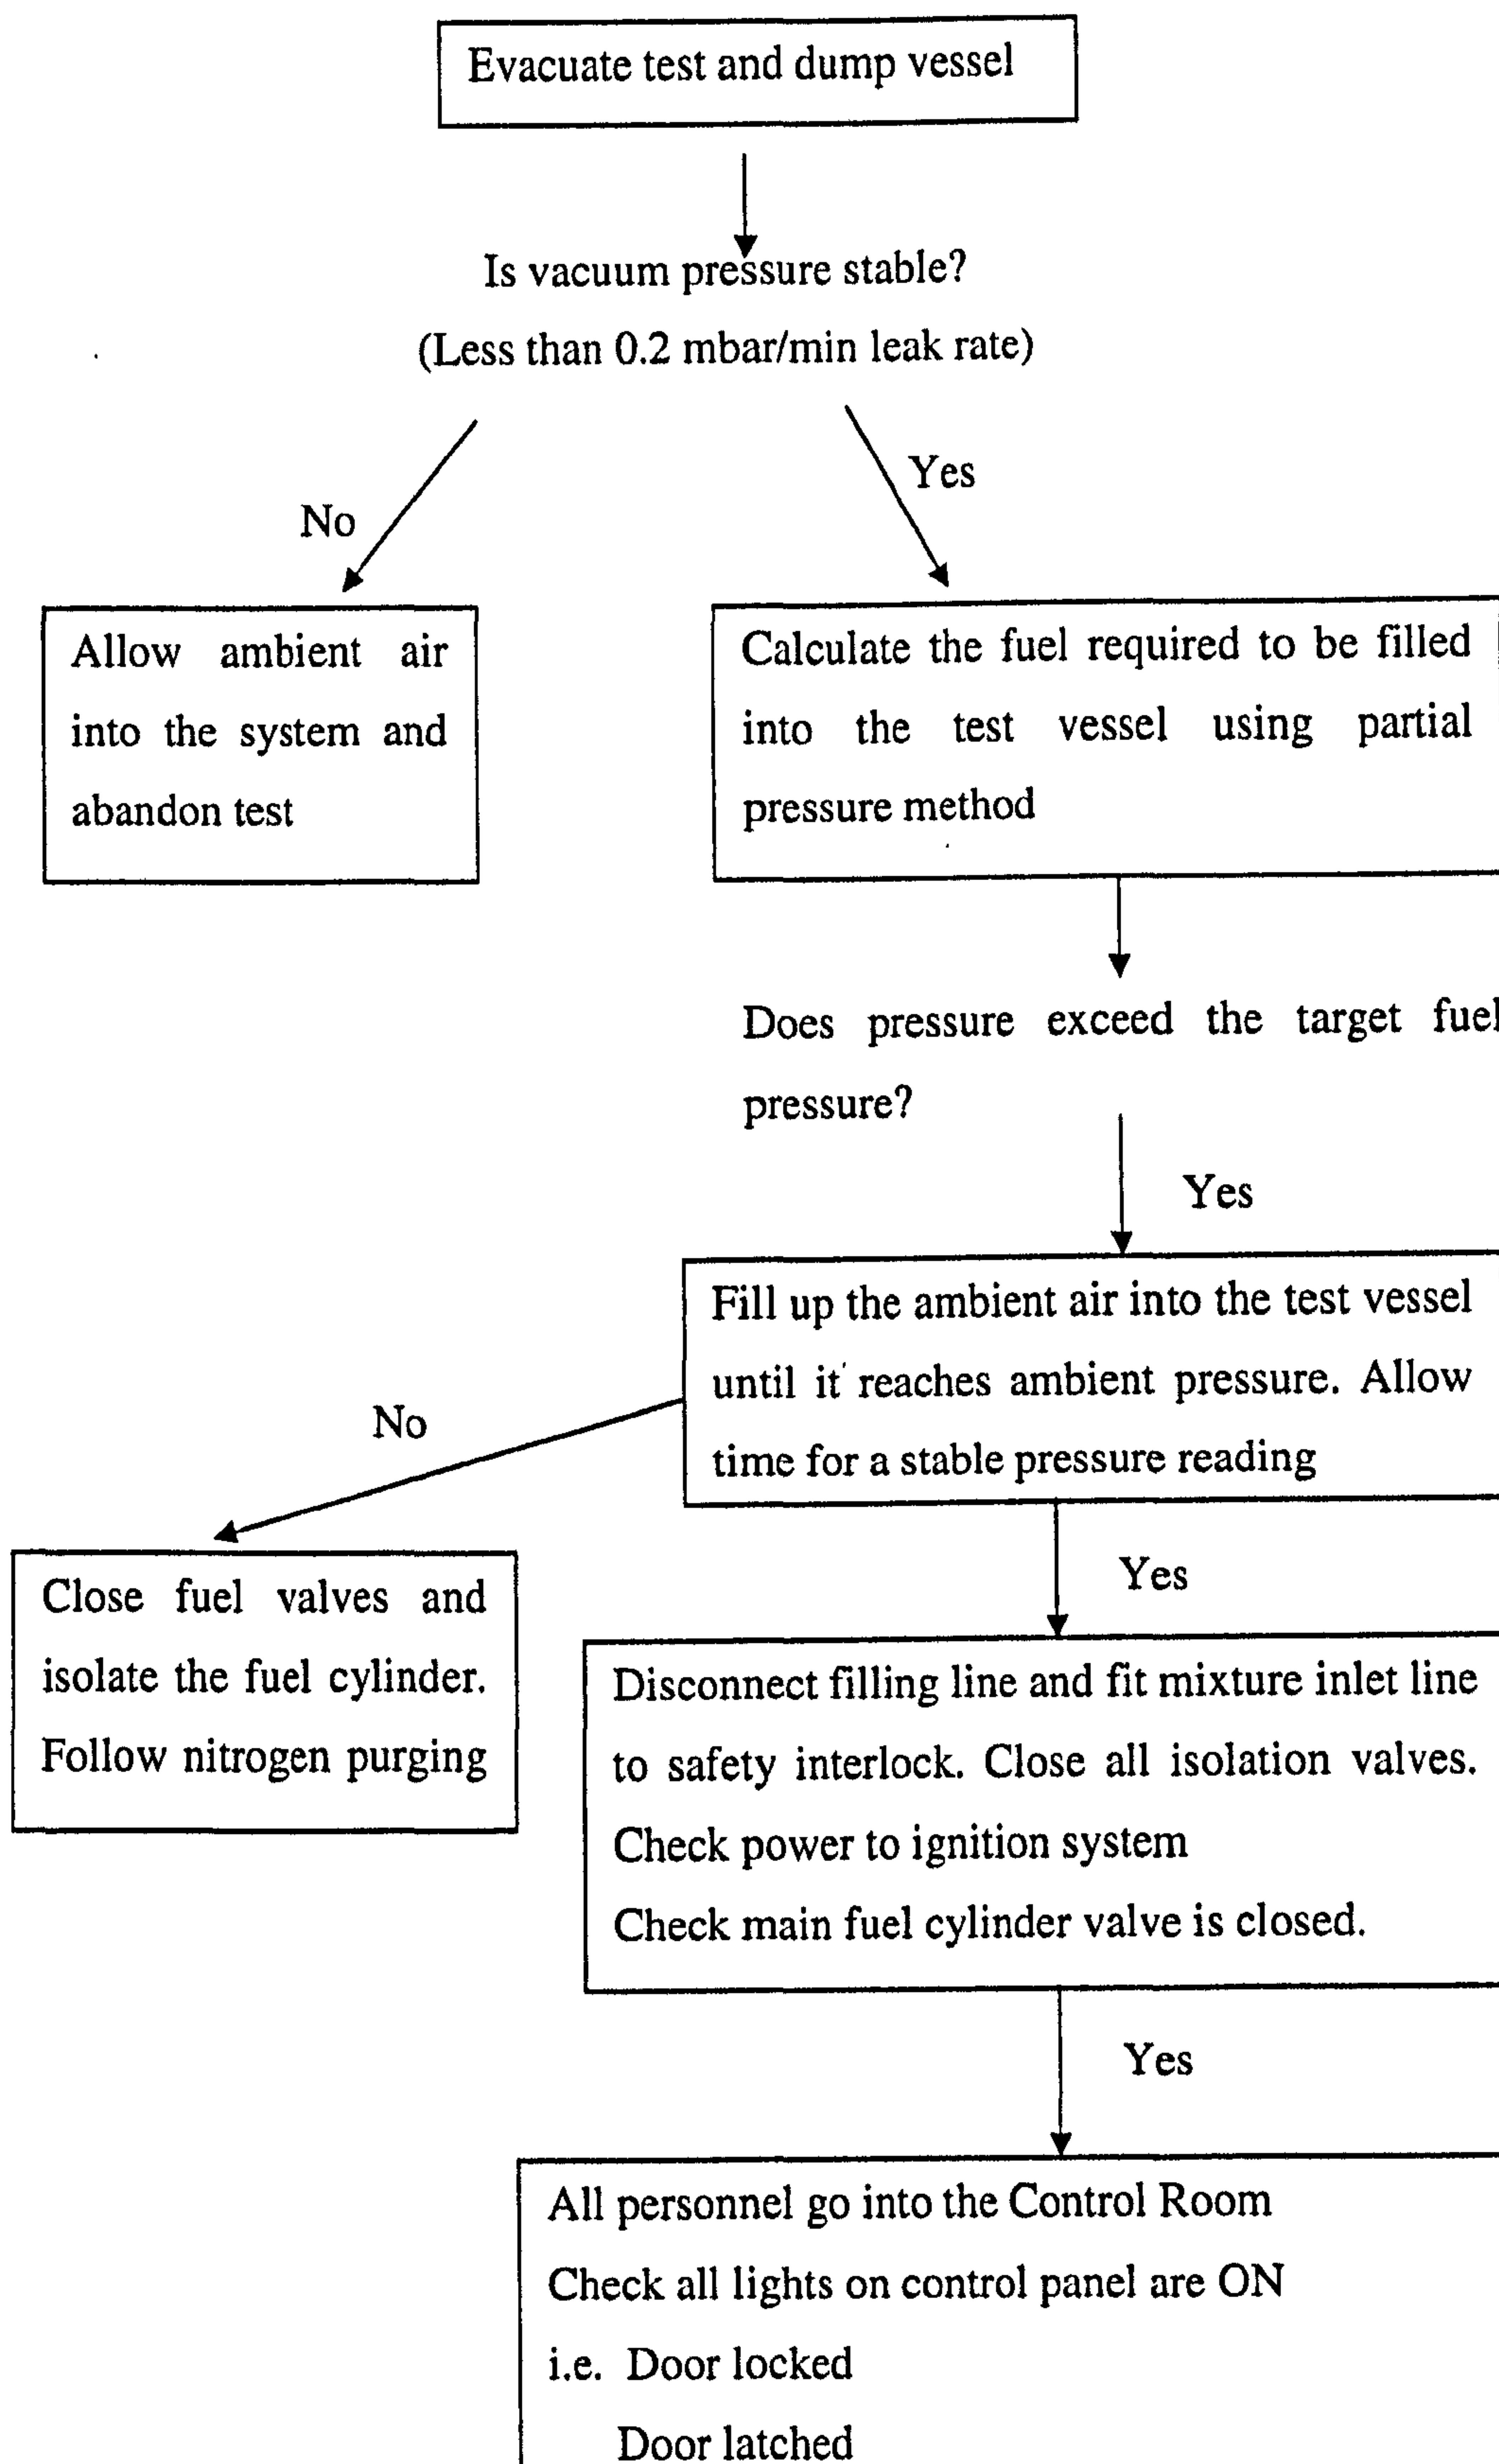 Evacuate test and dump vessel
Is vacuum pressure stable?
(Less than 0.2 mbar/min leak rate)
No
Yes
Allow ambient air
into the system and
abandon test
Calculate the fuel required to be filled
into the test vessel using partial
pressure method
Does pressure exceed the target fuel
pressure?
Yes
Fill up the ambient air into the test vessel
until it reaches ambient pressure. Allow
time for a stable pressure reading
No
Close fuel valves and
isolate the fuel cylinder.
Follow nitrogen purging
Yes
Disconnect filling line and fit mixture inlet line
to safety interlock. Close all isolation valves.
Check power to ignition system
Check main fuel cylinder valve is closed.
Yes
All personnel go into the Control Room
Check all lights on control panel are ON
i.e. Door locked
Door latched